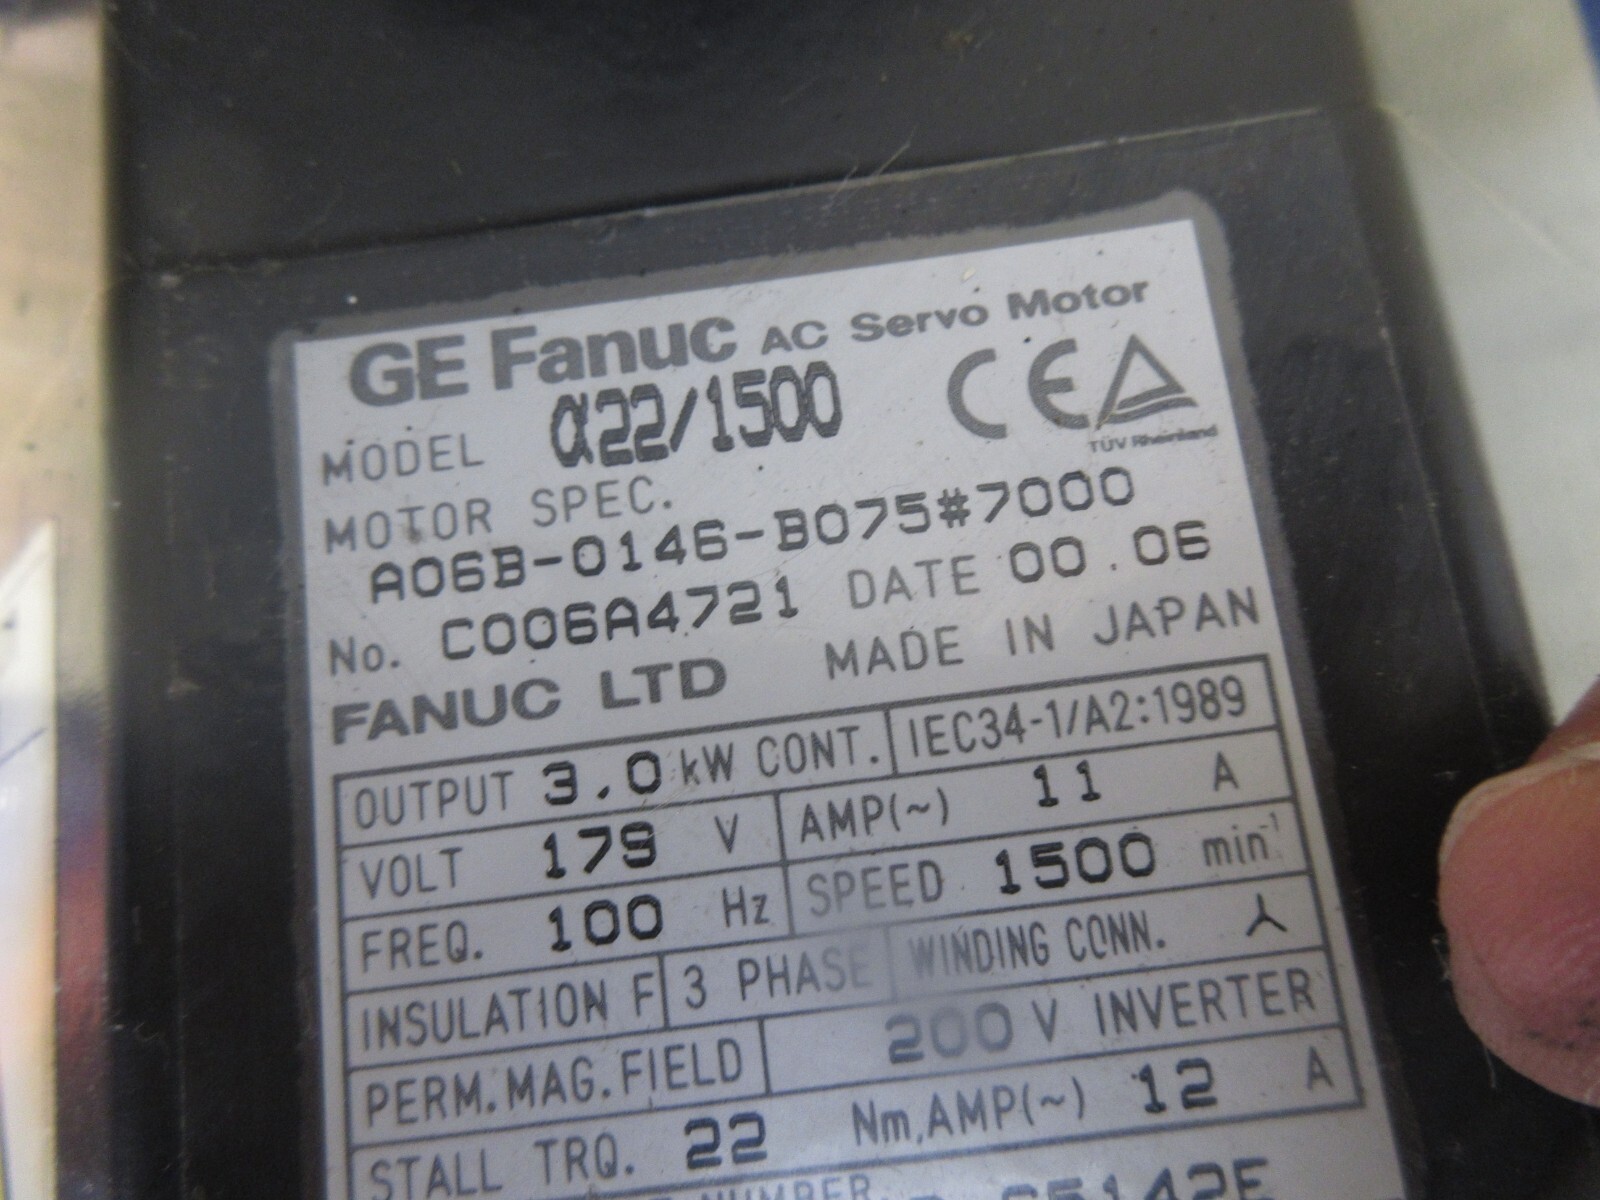 GE Fanuc AC Servo Motor
MODEL α22/1500 CE
TÜV Rheinland
MOTOR SPEC.
A06B-0146-B075#7000
No. C006A4721 DATE 00.06
FANUC LTD MADE IN JAPAN
OUTPUT 3.0 kW CONT. IEC34-1/A2:1989
VOLT 179 V AMP(~) 11 A
FREQ. 100 Hz SPEED 1500 min⁻¹
INSULATION F 3 PHASE WINDING CONN.
PERM.MAG.FIELD 200 V INVERTER
STALL TRQ. 22 Nm,AMP(~) 12 A
NUMBER.